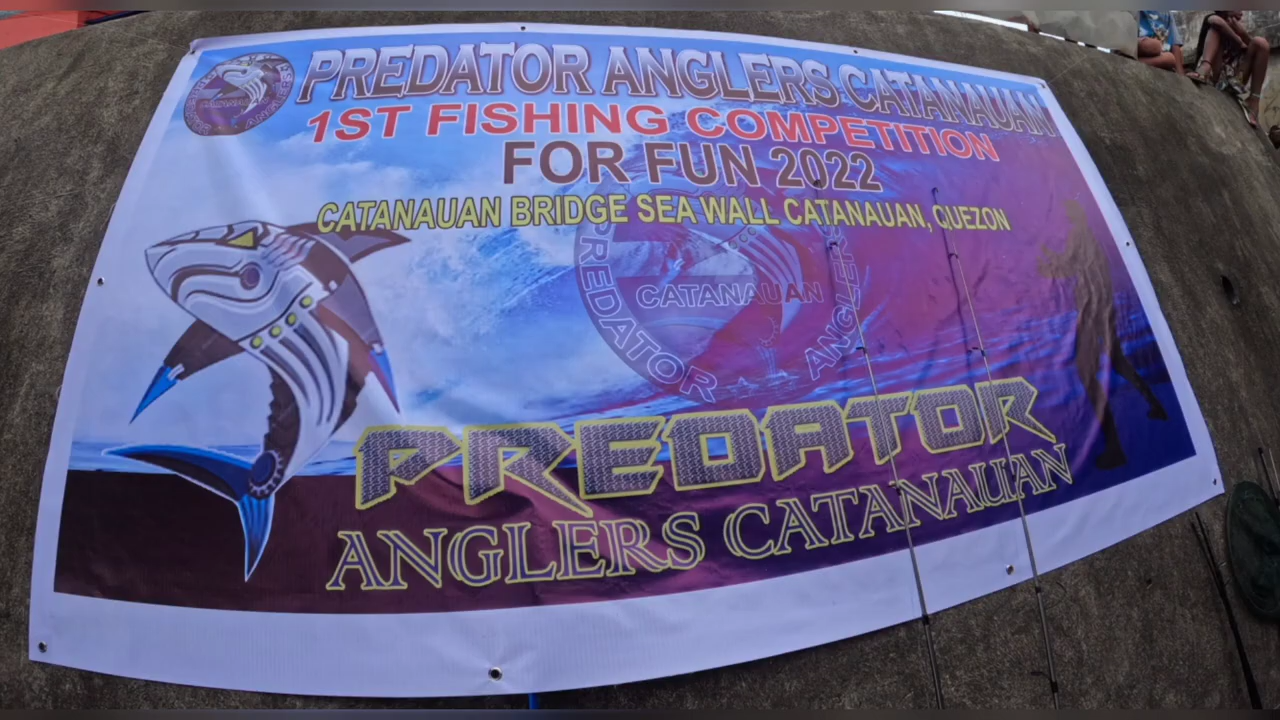 PREDATOR ANGLERS CATANAUAN
1ST FISHING COMPETITION
FOR FUN 2022
CATANAUAN BRIDGE SEA WALL CATANAUAN, QUEZON
PREDATOR
CATANAUAN
ANGLERS
PREDATOR
ANGLERS CATANAUAN